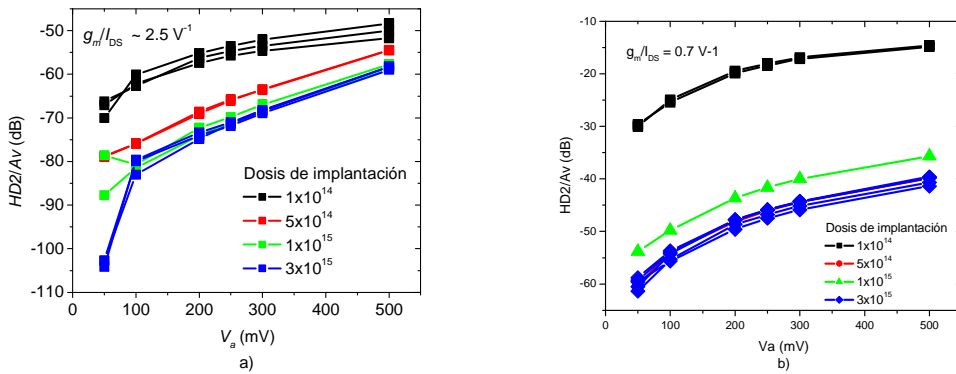 g_m/I_DS ~ 2.5 V^-1
-50
-60
-70
-80
-90
-100
-110
HD2/Av (dB)
Dosis de implantación
1x10^14
5x10^14
1x10^15
3x10^15
0 100 200 300 400 500
V_a (mV)
a)
g_m/I_DS = 0.7 V-1
-10
-20
-30
-40
-50
-60
HD2/Av (dB)
Dosis de implantación
1x10^14
5x10^14
1x10^15
3x10^15
0 100 200 300 400 500
Va (mV)
b)